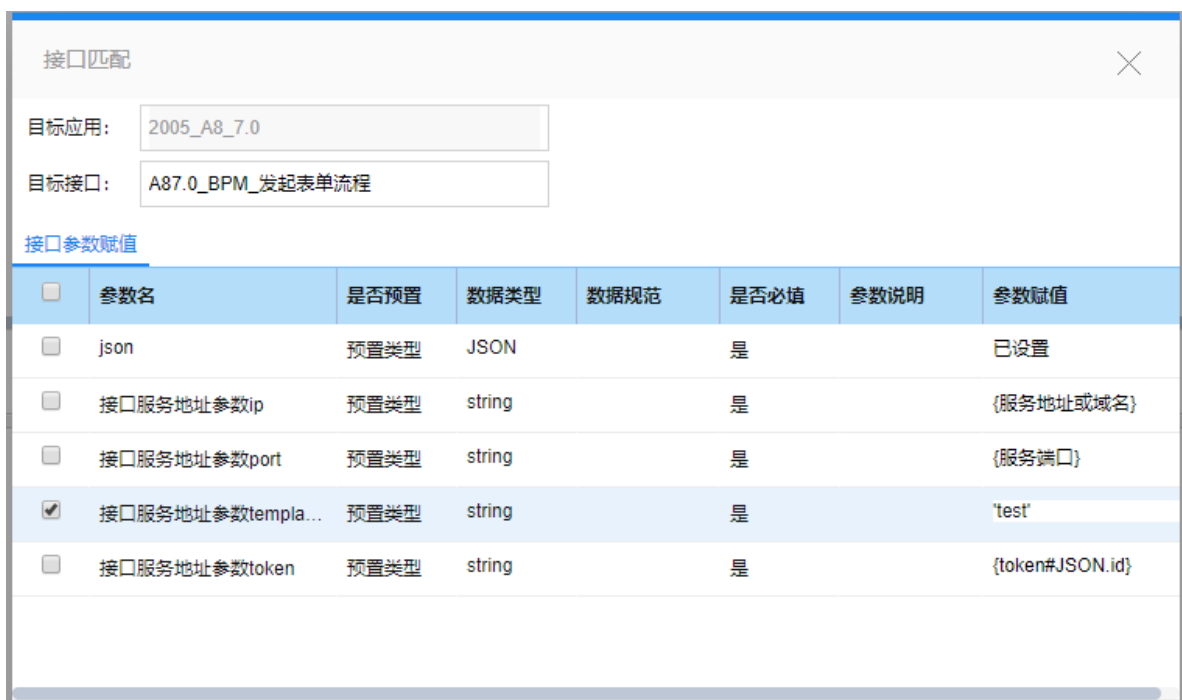 接口匹配
目标应用： 2005_A8_7.0
目标接口： A87.0_BPM_发起表单流程
接口参数赋值
参数名 是否预置 数据类型 数据规范 是否必填 参数说明 参数赋值
json 预置类型 JSON 是 已设置
接口服务地址参数ip 预置类型 string 是 {服务地址或域名}
接口服务地址参数port 预置类型 string 是 {服务端口}
接口服务地址参数templa... 预置类型 string 是 'test'
接口服务地址参数token 预置类型 string 是 {token#JSON.id}